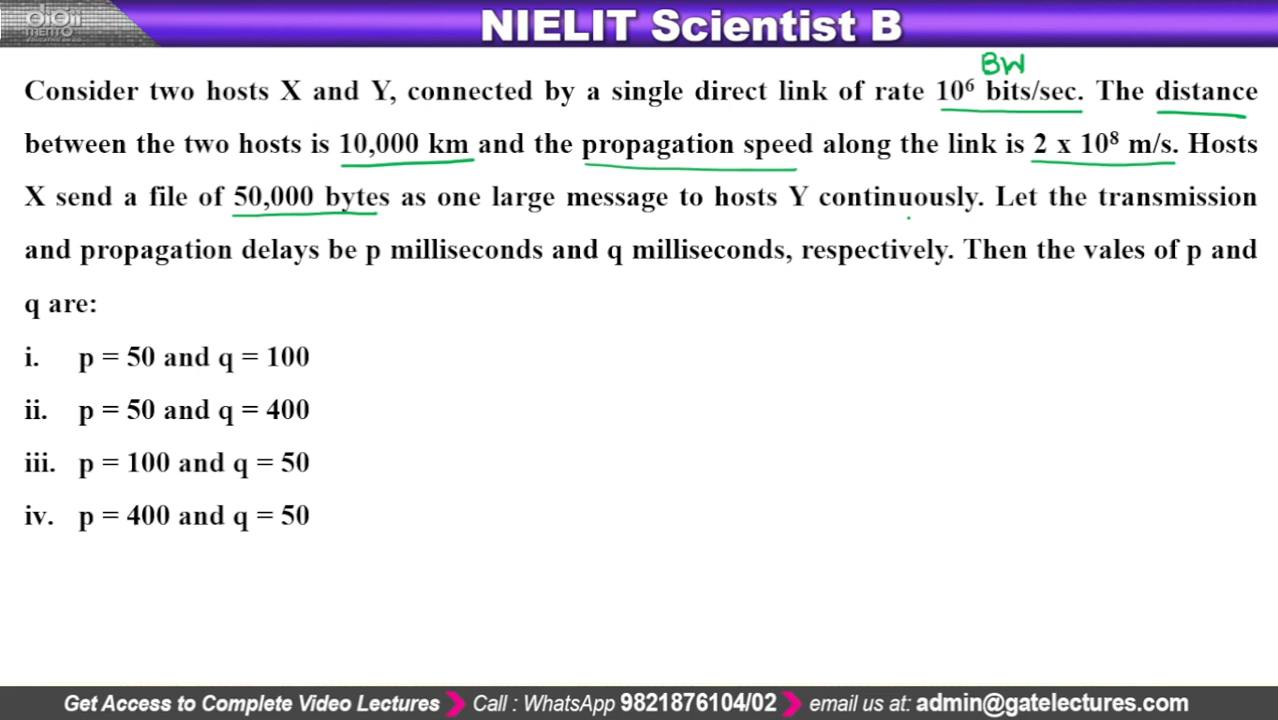 NIELIT Scientist B
BW
Consider two hosts X and Y, connected by a single direct link of rate 10⁶ bits/sec. The distance
between the two hosts is 10,000 km and the propagation speed along the link is 2 x 10⁸ m/s. Hosts
X send a file of 50,000 bytes as one large message to hosts Y continuously. Let the transmission
and propagation delays be p milliseconds and q milliseconds, respectively. Then the vales of p and
q are:
i. p = 50 and q = 100
ii. p = 50 and q = 400
iii. p = 100 and q = 50
iv. p = 400 and q = 50
Get Access to Complete Video Lectures Call : WhatsApp 9821876104/02 email us at: admin@gatelectures.com